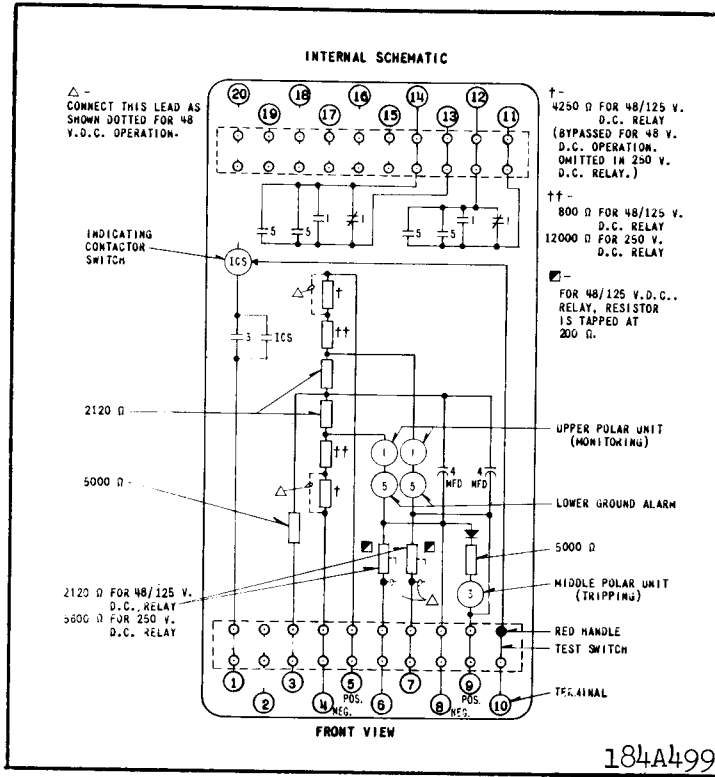 INTERNAL SCHEMATIC
△ -
CONNECT THIS LEAD AS
SHOWN DOTTED FOR 48
V.D.C. OPERATION.
† -
4250 Ω FOR 48/125 V.
D.C. RELAY
(BYPASSED FOR 48 V.
D.C. OPERATION.
OMITTED IN 250 V.
D.C. RELAY.)
†† -
800 Ω FOR 48/125 V.
D.C. RELAY
12000 Ω FOR 250 V.
D.C. RELAY
FOR 48/125 V.D.C..
RELAY, RESISTOR
IS TAPPED AT
200 Ω.
20 18 16 14 12
19 17 15 13 11
5 5 1 1 5 5 1 1
INDICATING
CONTACTOR
SWITCH
ICS
3 ICS
△ †
††
2120 Ω
††
△ †
5000 Ω
1 1
5 5
4 MFD
4 MFD
UPPER POLAR UNIT
(MONITORING)
LOWER GROUND ALARM
5000 Ω
3
MIDDLE POLAR UNIT
(TRIPPING)
△
2120 Ω FOR 48/125 V.
D.C. RELAY
5600 Ω FOR 250 V.
D.C. RELAY
RED HANDLE
TEST SWITCH
TERMINAL
1 3 4 5 7 9
2 6 8 10
NEG. POS. NEG. POS.
FRONT VIEW
184A499